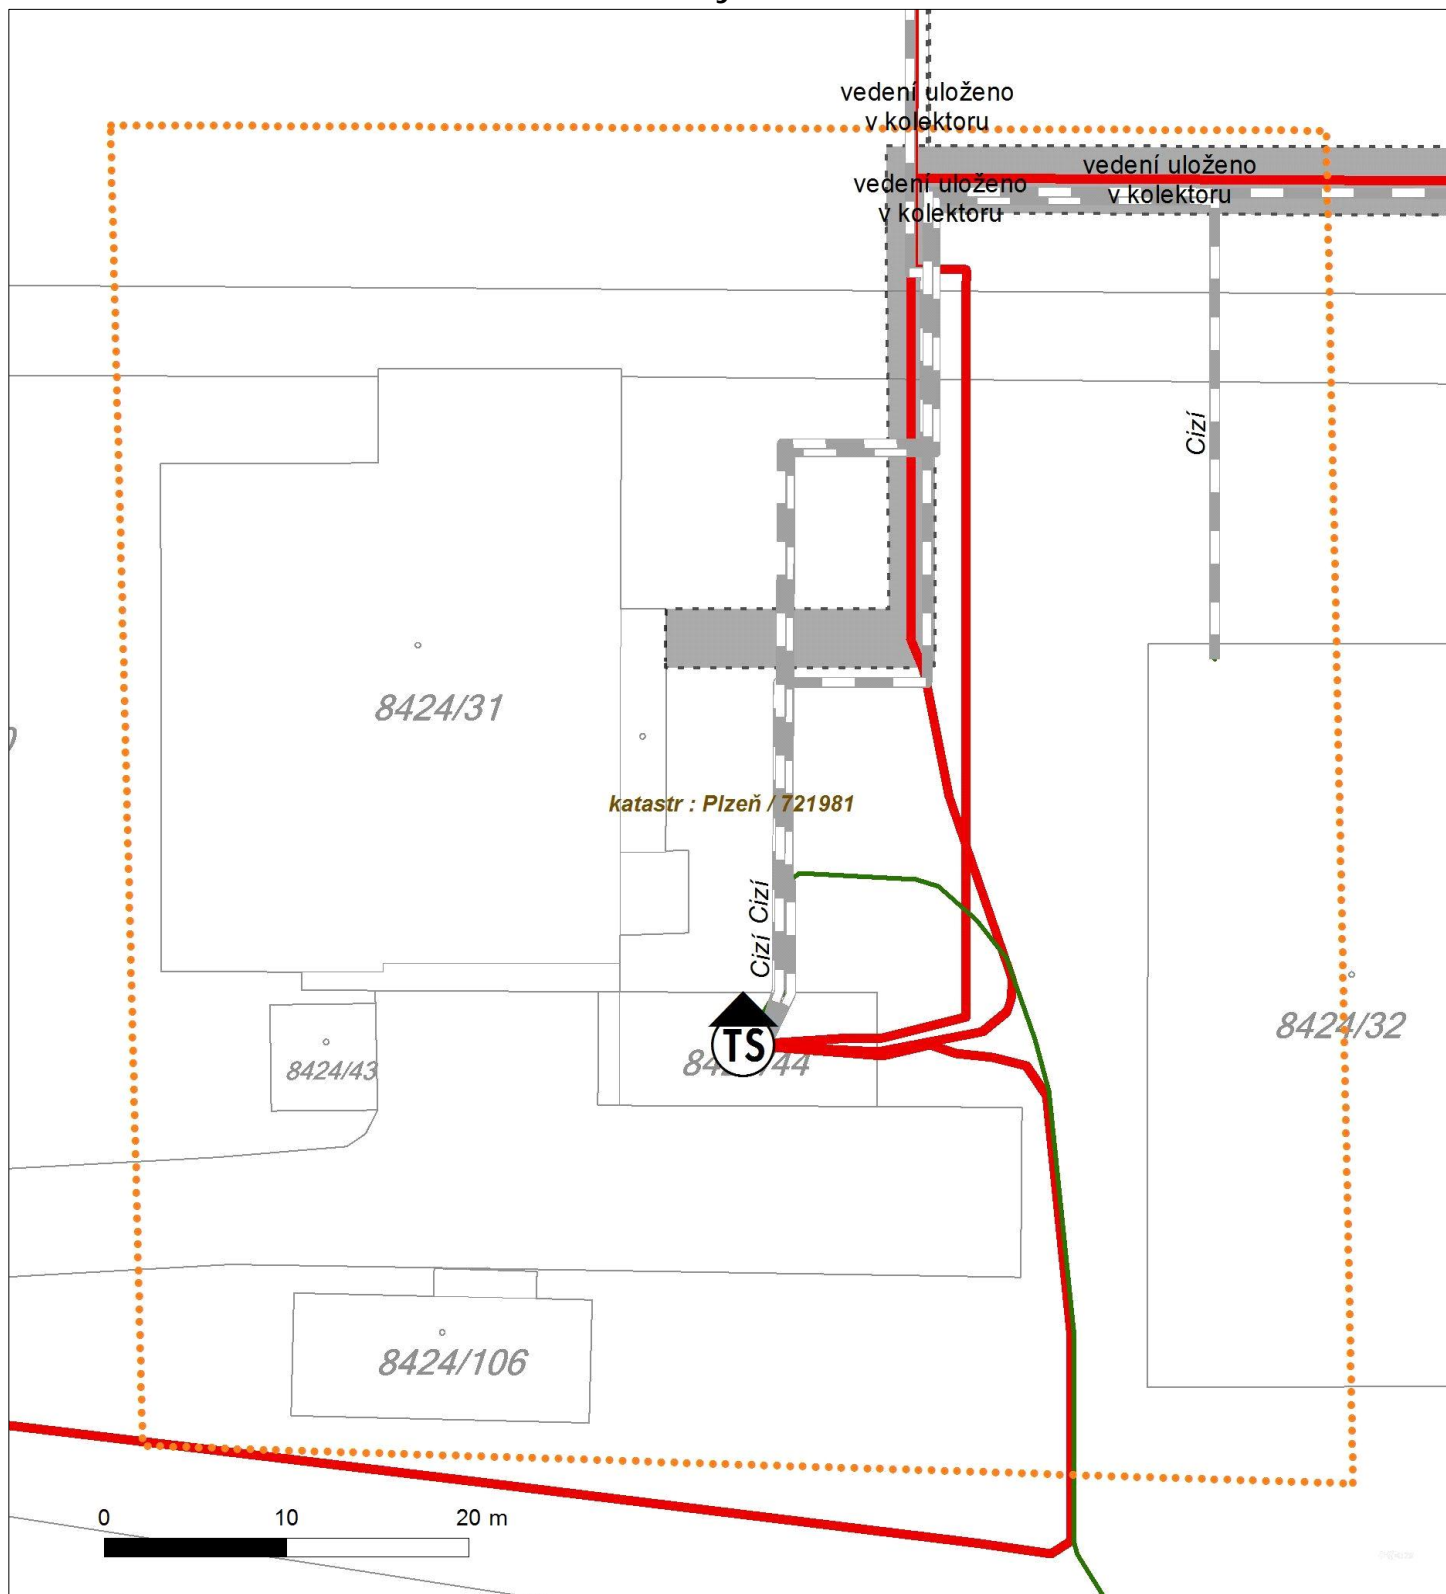 vedení uloženo
v kolektoru
vedení uloženo
v kolektoru
vedení uloženo
v kolektoru
Cizí
8424/31
katastr : Plzeň / 721981
Cizí Cizí
8424/32
TS
8424/43
8424/106
0 10 20 m